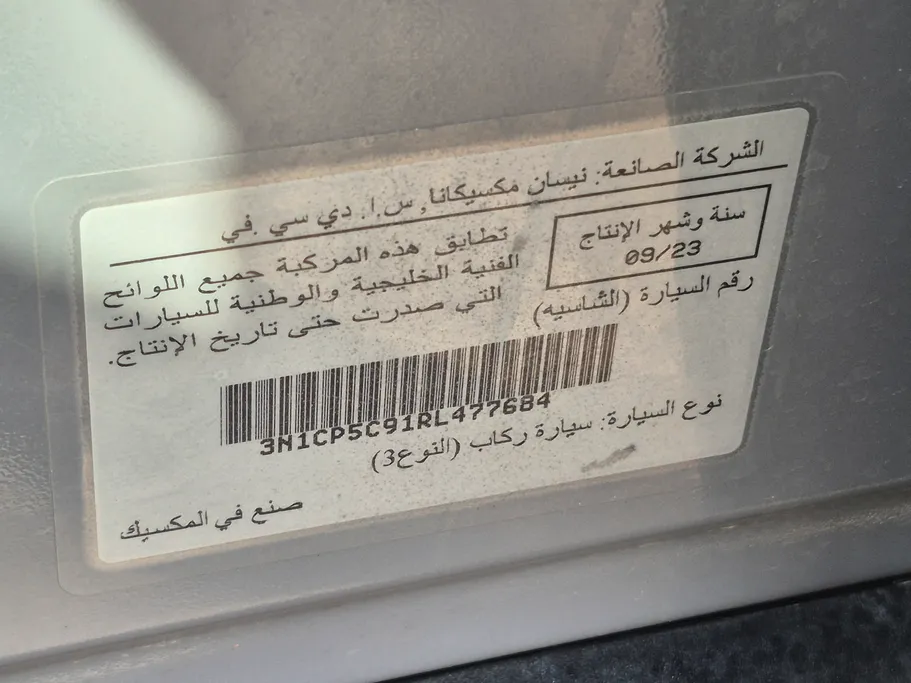 الشركة الصانعة: نيسان مكسيكانا, س.ا. دي سي .في
سنة وشهر الإنتاج
09/23
تطابق هذه المركبة جميع اللوائح
الفنية الخليجية والوطنية للسيارات
التي صدرت حتى تاريخ الإنتاج.
رقم السيارة (الشاسيه)
3N1CP5C91RL477684
نوع السيارة: سيارة ركاب (النوع3)
صنع في المكسيك